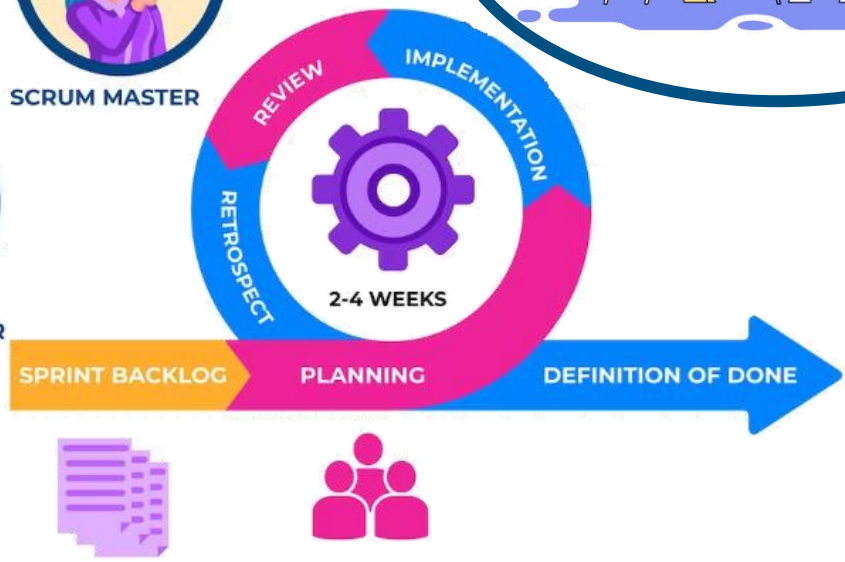 SCRUM MASTER
IMPLEMENTATION
REVIEW
RETROSPECT
2-4 WEEKS
R
SPRINT BACKLOG
PLANNING
DEFINITION OF DONE